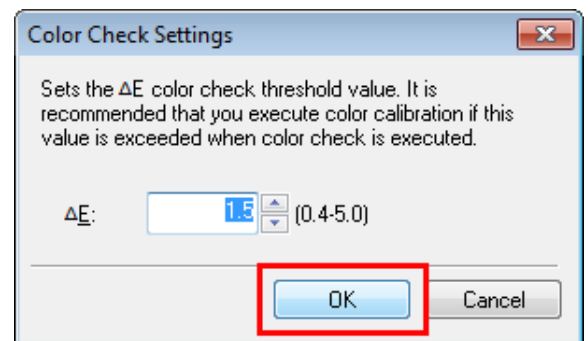 Color Check Settings
Sets the ΔE color check threshold value. It is
recommended that you execute color calibration if this
value is exceeded when color check is executed.
ΔE: 1.5 (0.4-5.0)
OK Cancel